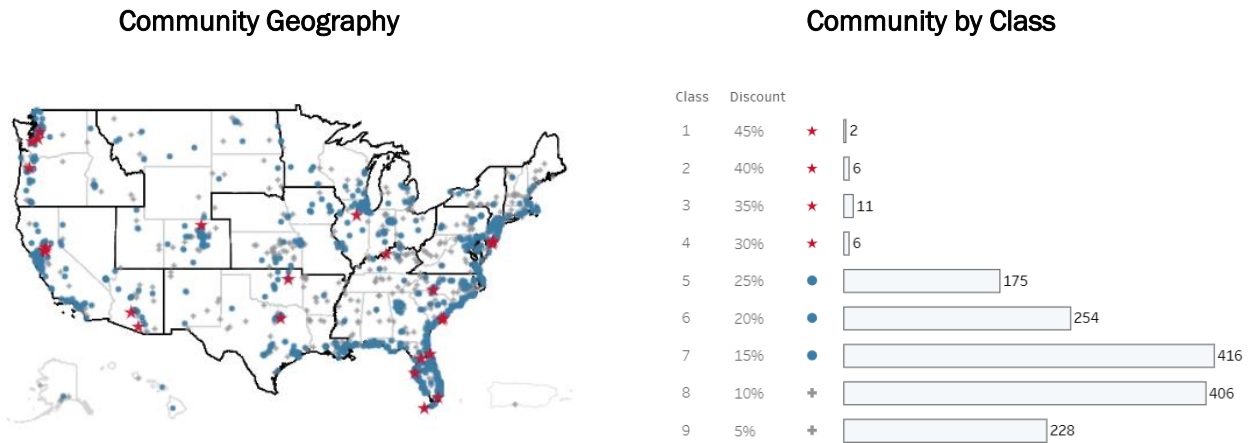 Community Geography
Community by Class
Class Discount
1 45% 2
2 40% 6
3 35% 11
4 30% 6
5 25% 175
6 20% 254
7 15% 416
8 10% 406
9 5% 228